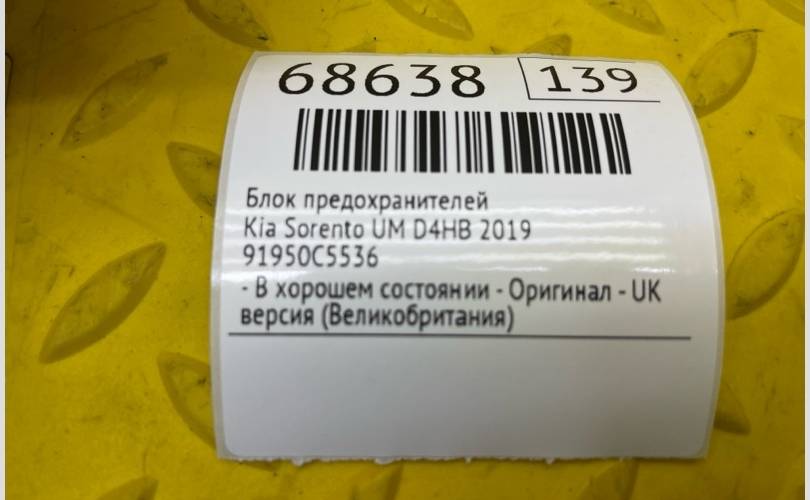 68638 139
Блок предохранителей
Kia Sorento UM D4HB 2019
91950C5536
- В хорошем состоянии - Оригинал - UK
версия (Великобритания)